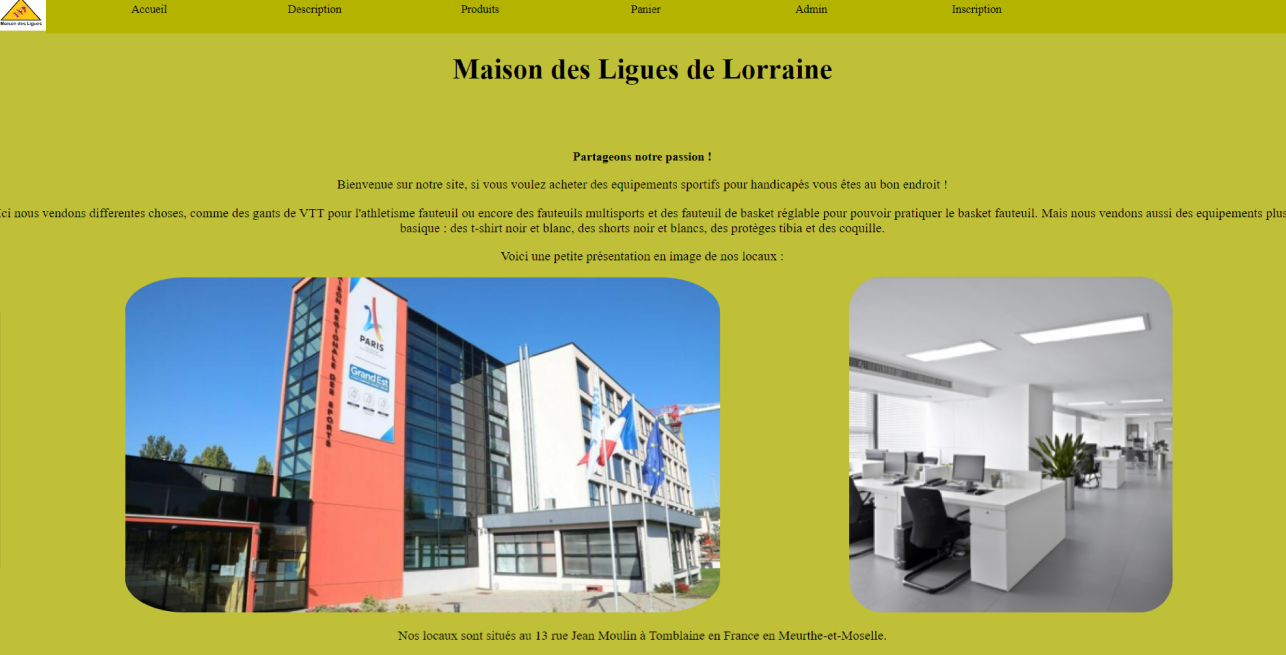 Maison des Ligues
Accueil
Description
Produits
Panier
Admin
Inscription
Maison des Ligues de Lorraine
Partageons notre passion !
Bienvenue sur notre site, si vous voulez acheter des equipements sportifs pour handicapés vous êtes au bon endroit !
Ici nous vendons differentes choses, comme des gants de VTT pour l'athletisme fauteuil ou encore des fauteuils multisports et des fauteuil de basket réglable pour pouvoir pratiquer le basket fauteuil. Mais nous vendons aussi des equipements plus
basique : des t-shirt noir et blanc, des shorts noir et blancs, des protèges tibia et des coquille.
Voici une petite présentation en image de nos locaux :
REGIONALE DES SPORTS
PARIS
Grand Est
Nos locaux sont situés au 13 rue Jean Moulin à Tomblaine en France en Meurthe-et-Moselle.